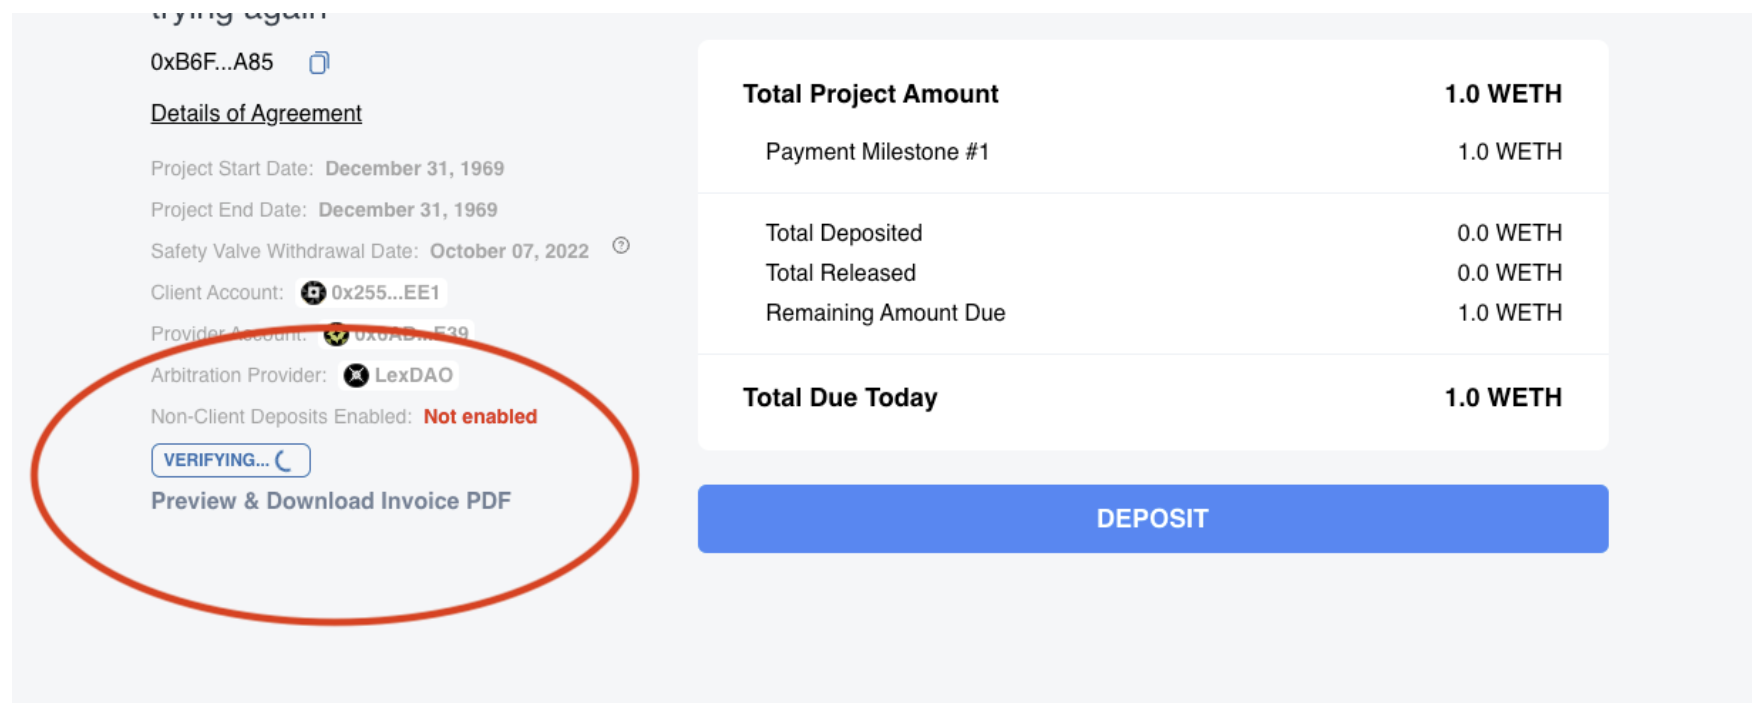 trying again
0xB6F...A85
Details of Agreement
Project Start Date: December 31, 1969
Project End Date: December 31, 1969
Safety Valve Withdrawal Date: October 07, 2022 ?
Client Account: 0x255...EE1
Provider Account: 0x6AD...E39
Arbitration Provider: LexDAO
Non-Client Deposits Enabled: Not enabled
VERIFYING...
Preview & Download Invoice PDF
Total Project Amount 1.0 WETH
Payment Milestone #1 1.0 WETH
Total Deposited 0.0 WETH
Total Released 0.0 WETH
Remaining Amount Due 1.0 WETH
Total Due Today 1.0 WETH
DEPOSIT